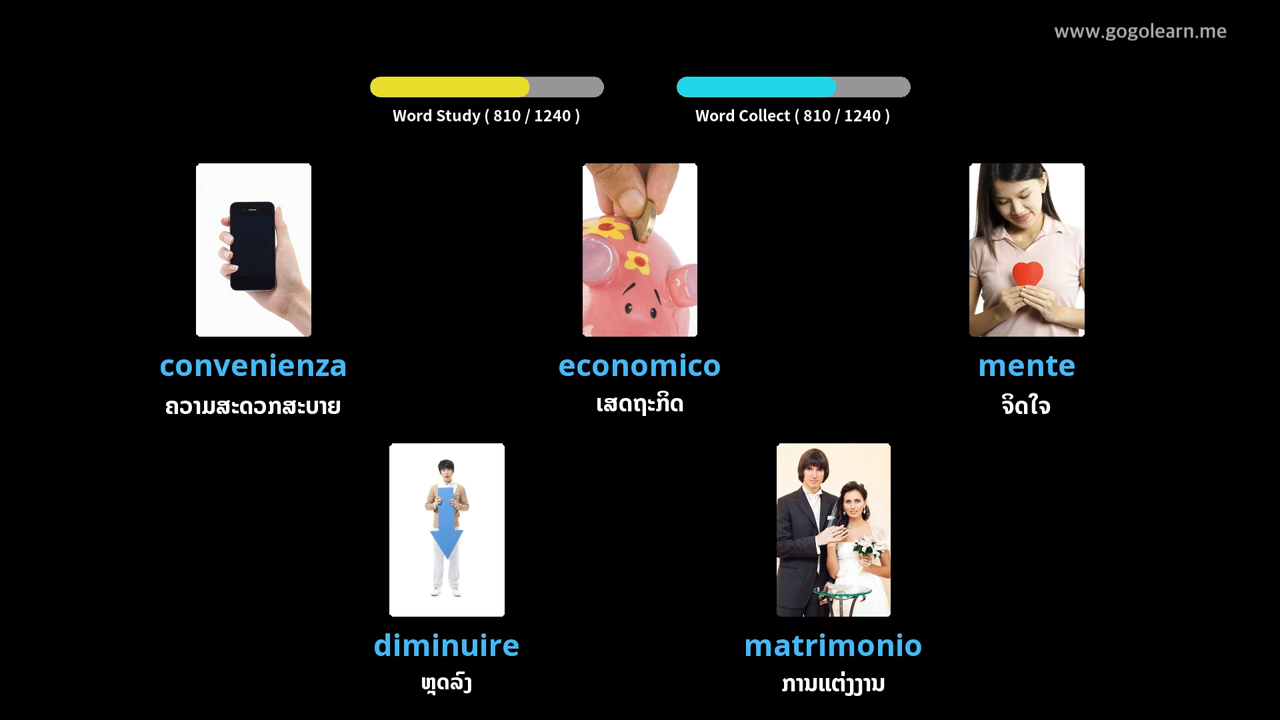 www.gogolearn.me
Word Study ( 810 / 1240 )
Word Collect ( 810 / 1240 )
convenienza
ຄວາມສະດວກສະບາຍ
economico
ເສດຖະກິດ
mente
ຈິດໃຈ
diminuire
ຫຼຸດລົງ
matrimonio
ການແຕ່ງງານ